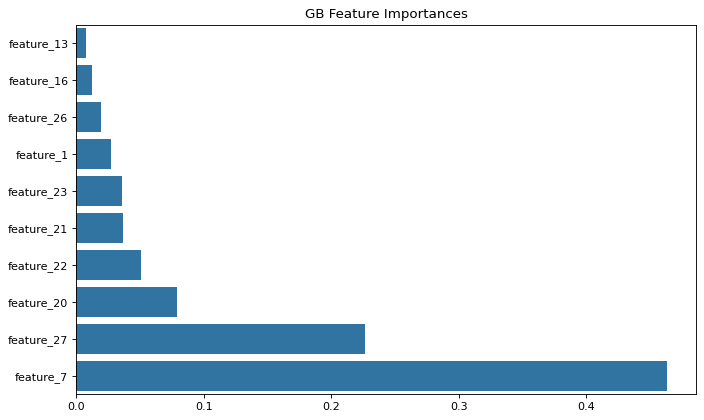 GB Feature Importances
feature_13
feature_16
feature_26
feature_1
feature_23
feature_21
feature_22
feature_20
feature_27
feature_7
0.0 0.1 0.2 0.3 0.4